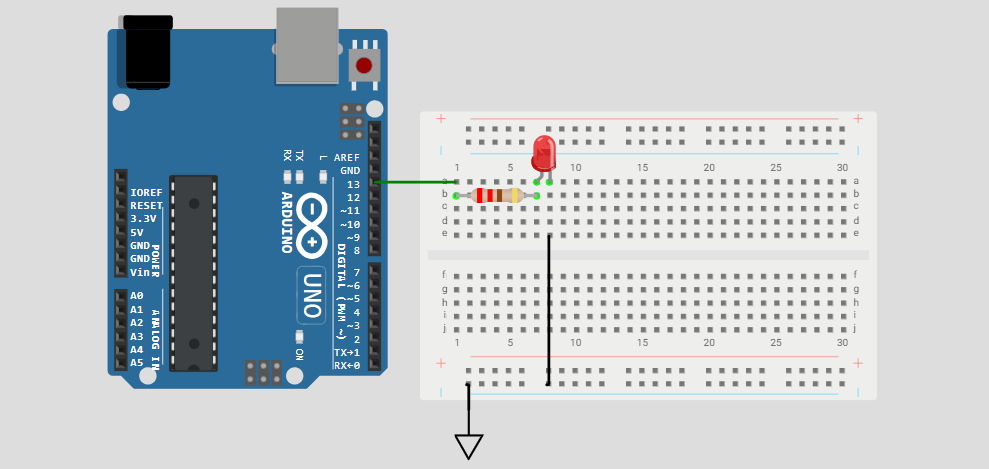 AREF
GND
RX TX L
13
12
~11
~10
~9
8
IOREF
RESET
3.3V
5V
GND
GND
Vin
POWER
ARDUINO
UNO
DIGITAL (PWM ~)
7
~6
~5
4
~3
2
TX→1
RX←0
A0
A1
A2
A3
A4
A5
ANALOG IN
ON
+ +
1 5 10 15 20 25 30
a a
b b
c c
d d
e e
f f
g g
h h
i i
j j
1 5 10 15 20 25 30
+ +